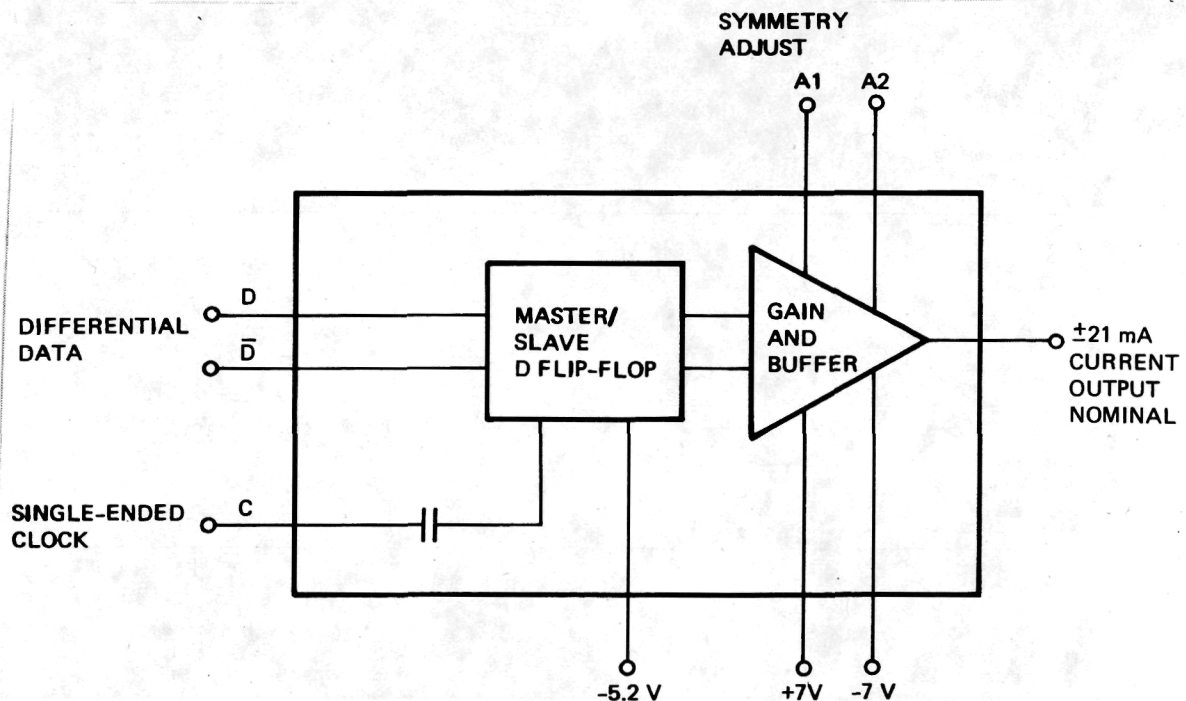 SYMMETRY
ADJUST
A1
A2
DIFFERENTIAL
DATA
D
D̅
MASTER/
SLAVE
D FLIP-FLOP
GAIN
AND
BUFFER
±21 mA
CURRENT
OUTPUT
NOMINAL
SINGLE-ENDED
CLOCK
C
-5.2 V
+7V
-7 V